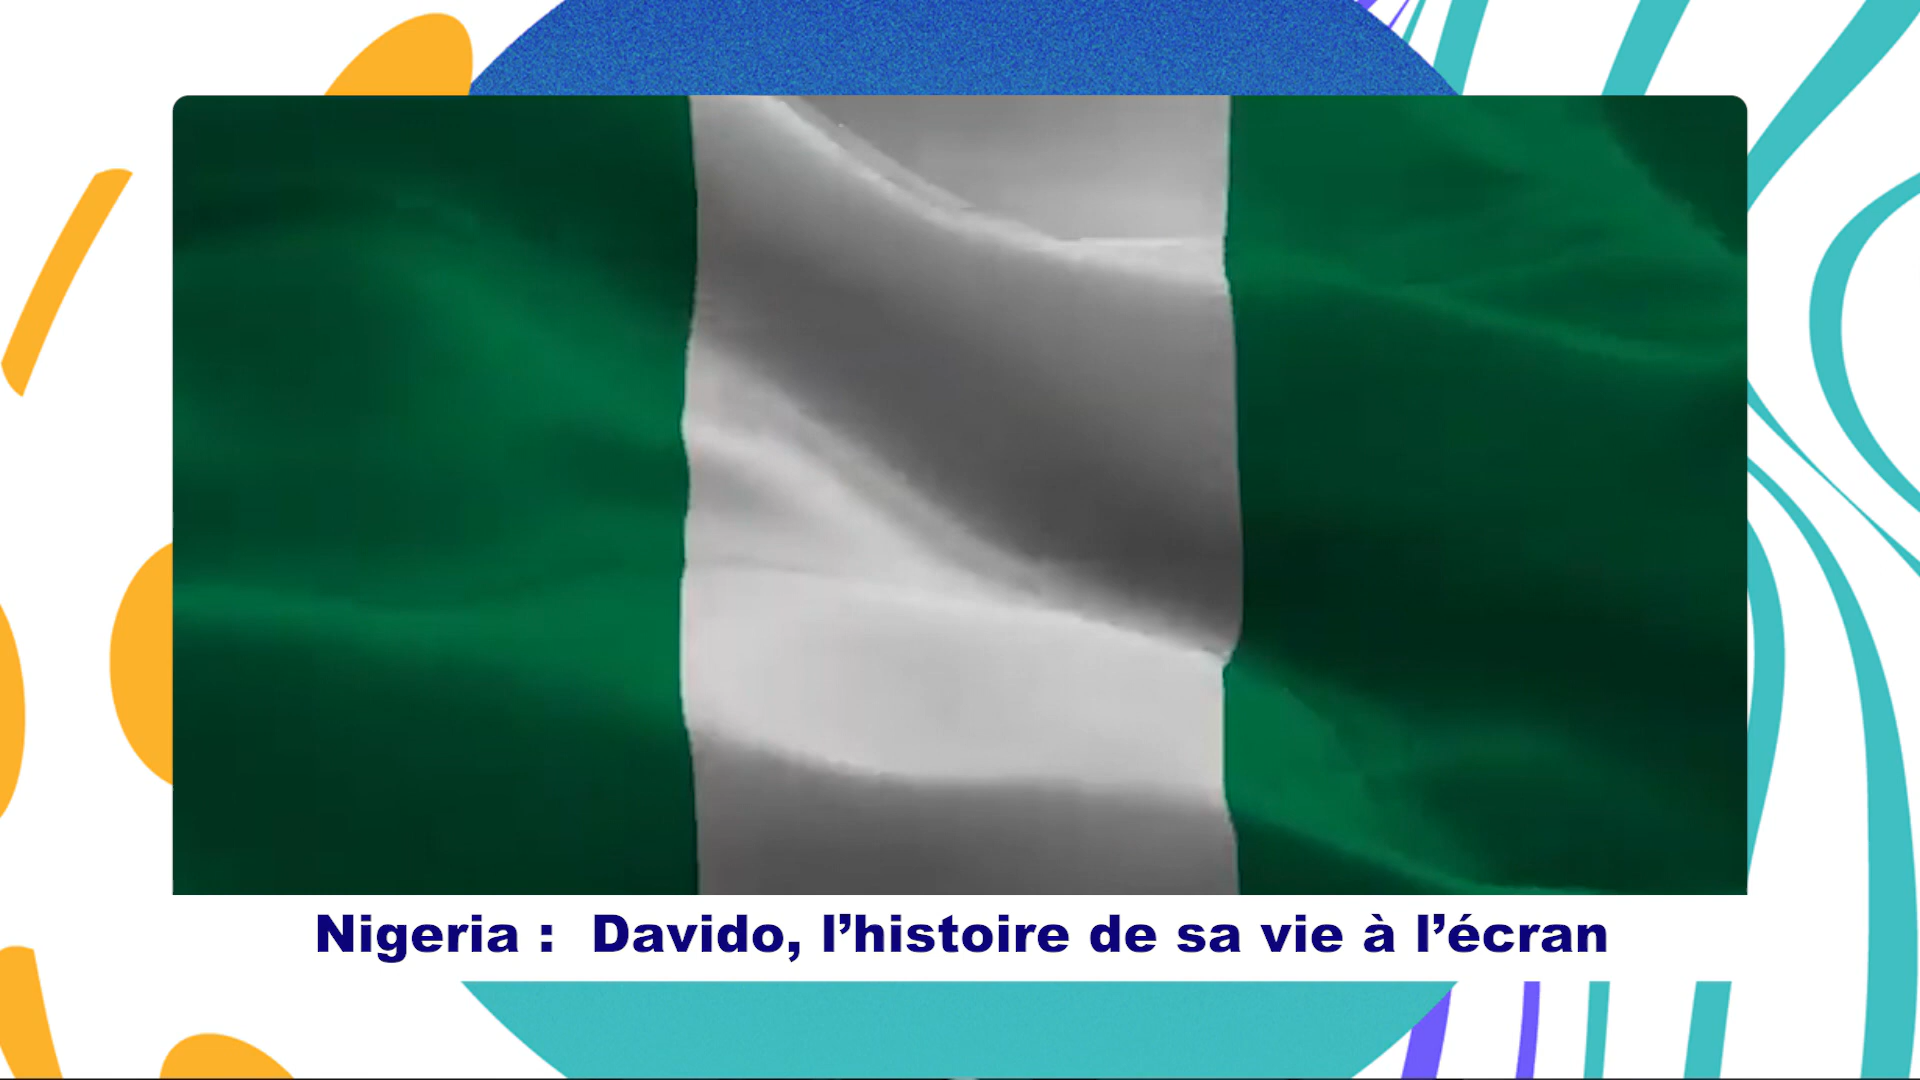 Nigeria : Davido, l’histoire de sa vie à l’écran